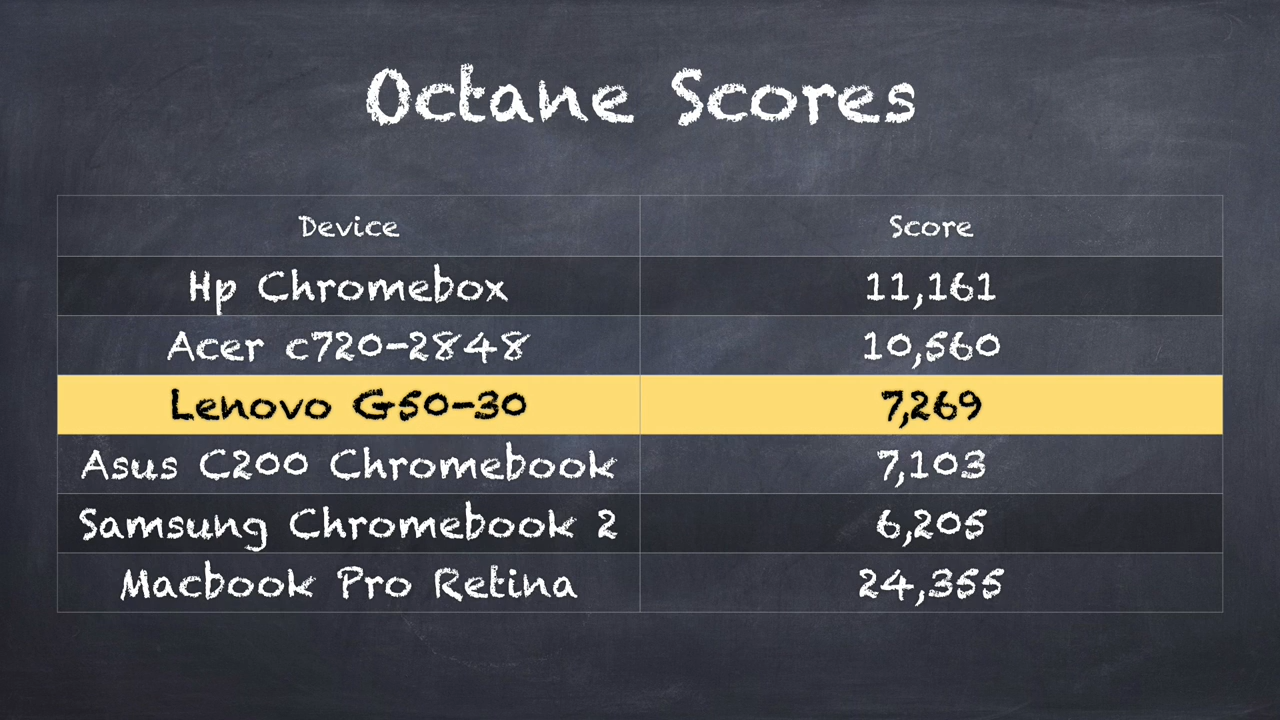 Octane Scores
Device Score
Hp Chromebox 11,161
Acer c720-2848 10,560
Lenovo G50-30 7,269
Asus C200 Chromebook 7,103
Samsung Chromebook 2 6,205
Macbook Pro Retina 24,355